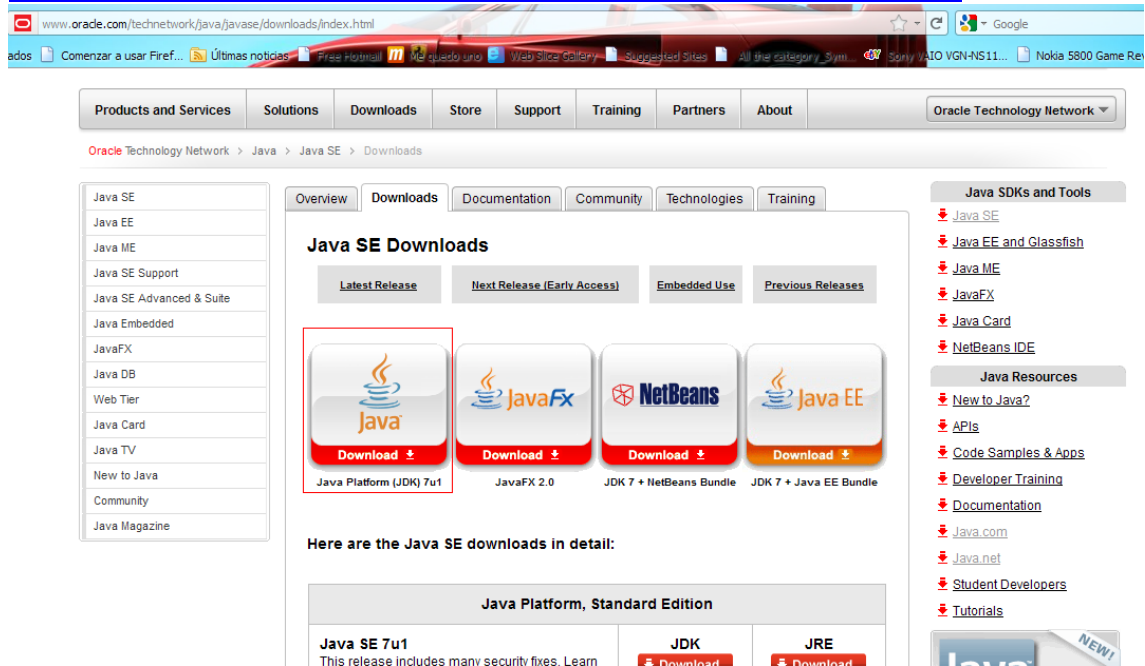 www.oracle.com/technetwork/java/javase/downloads/index.html
Google
ados Comenzar a usar Firef... Últimas noticias Free Hotmail Me quedo uno Web Slice Gallery Suggested Sites All the category_Sym... Sony VAIO VGN-NS11... Nokia 5800 Game Rev
Products and Services Solutions Downloads Store Support Training Partners About Oracle Technology Network
Oracle Technology Network > Java > Java SE > Downloads
Java SE
Java EE
Java ME
Java SE Support
Java SE Advanced & Suite
Java Embedded
JavaFX
Java DB
Web Tier
Java Card
Java TV
New to Java
Community
Java Magazine
Overview Downloads Documentation Community Technologies Training
Java SE Downloads
Latest Release Next Release (Early Access) Embedded Use Previous Releases
Java JavaFX NetBeans Java EE
Download Download Download Download
Java Platform (JDK) 7u1 JavaFX 2.0 JDK 7 + NetBeans Bundle JDK 7 + Java EE Bundle
Here are the Java SE downloads in detail:
Java Platform, Standard Edition
Java SE 7u1 JDK JRE
This release includes many security fixes. Learn Download Download
Java SDKs and Tools
Java SE
Java EE and Glassfish
Java ME
JavaFX
Java Card
NetBeans IDE
Java Resources
New to Java?
APIs
Code Samples & Apps
Developer Training
Documentation
Java.com
Java.net
Student Developers
Tutorials
NEW!
Java